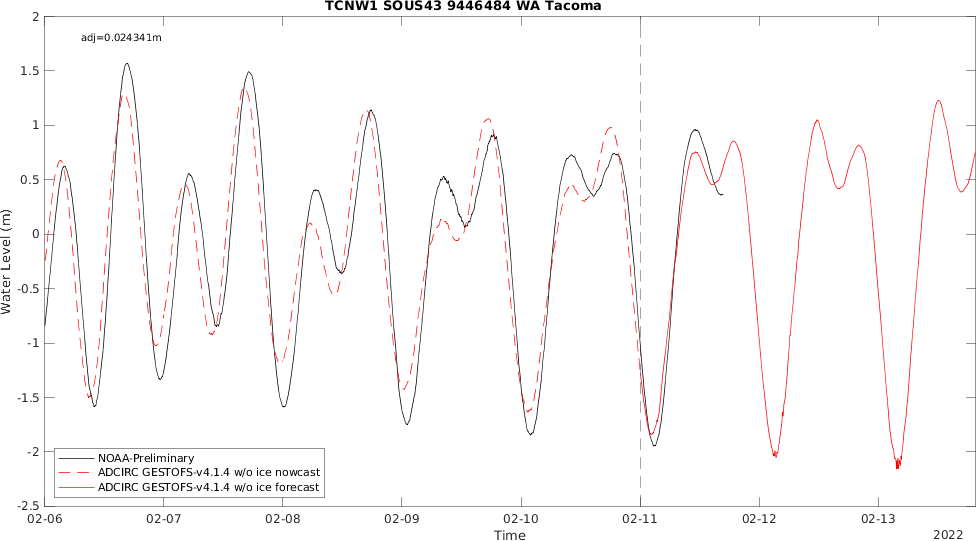 TCNW1 SOUS43 9446484 WA Tacoma
adj=0.024341m
2
1.5
1
0.5
0
-0.5
-1
-1.5
-2
-2.5
Water Level (m)
NOAA-Preliminary
ADCIRC GESTOFS-v4.1.4 w/o ice nowcast
ADCIRC GESTOFS-v4.1.4 w/o ice forecast
02-06 02-07 02-08 02-09 02-10 02-11 02-12 02-13
Time
2022